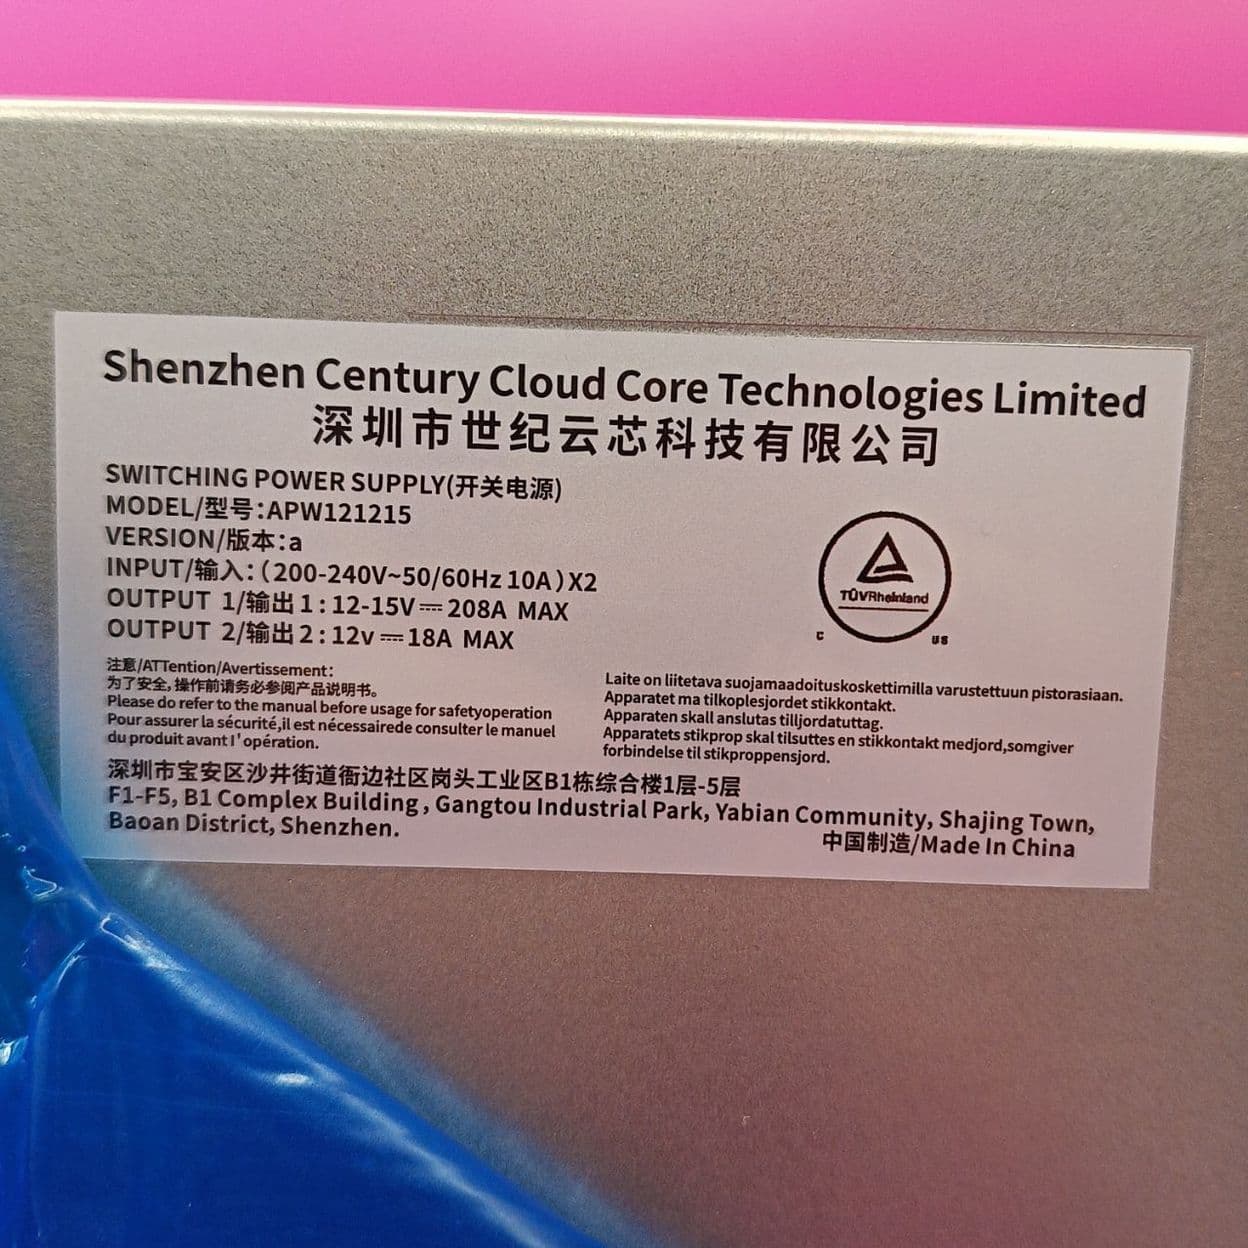 Shenzhen Century Cloud Core Technologies Limited
深圳市世纪云芯科技有限公司
SWITCHING POWER SUPPLY(开关电源)
MODEL/型号:APW121215
VERSION/版本:a
INPUT/输入:(200-240V~50/60Hz 10A)X2
OUTPUT 1/输出1:12-15V⎓208A MAX
OUTPUT 2/输出2:12v⎓18A MAX
TÜVRheinland
C US
注意/ATTention/Avertissement:
为了安全,操作前请务必参阅产品说明书。
Please do refer to the manual before usage for safetyoperation
Pour assurer la sécurité,il est nécessairede consulter le manuel
du produit avant I'opération.
Laite on liitetava suojamaadoituskoskettimilla varustettuun pistorasiaan.
Apparatet ma tilkoplesjordet stikkontakt.
Apparaten skall anslutas tilljordatuttag.
Apparatets stikprop skal tilsuttes en stikkontakt medjord,somgiver
forbindelse til stikproppensjord.
深圳市宝安区沙井街道衙边社区岗头工业区B1栋综合楼1层-5层
F1-F5, B1 Complex Building, Gangtou Industrial Park, Yabian Community, Shajing Town,
Baoan District, Shenzhen.
中国制造/Made In China